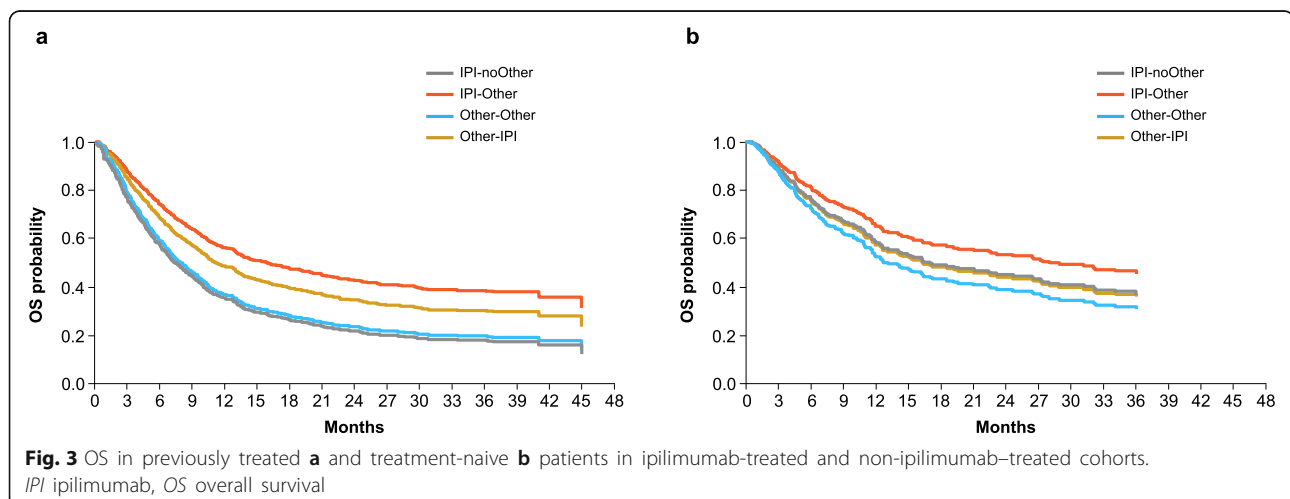 a
IPI-noOther
IPI-Other
Other-Other
Other-IPI
1.0
0.8
0.6
0.4
0.2
0.0
OS probability
0 3 6 9 12 15 18 21 24 27 30 33 36 39 42 45 48
Months
b
IPI-noOther
IPI-Other
Other-Other
Other-IPI
1.0
0.8
0.6
0.4
0.2
0.0
OS probability
0 3 6 9 12 15 18 21 24 27 30 33 36 39 42 45 48
Months
Fig. 3 OS in previously treated a and treatment-naive b patients in ipilimumab-treated and non-ipilimumab–treated cohorts.
IPI ipilimumab, OS overall survival